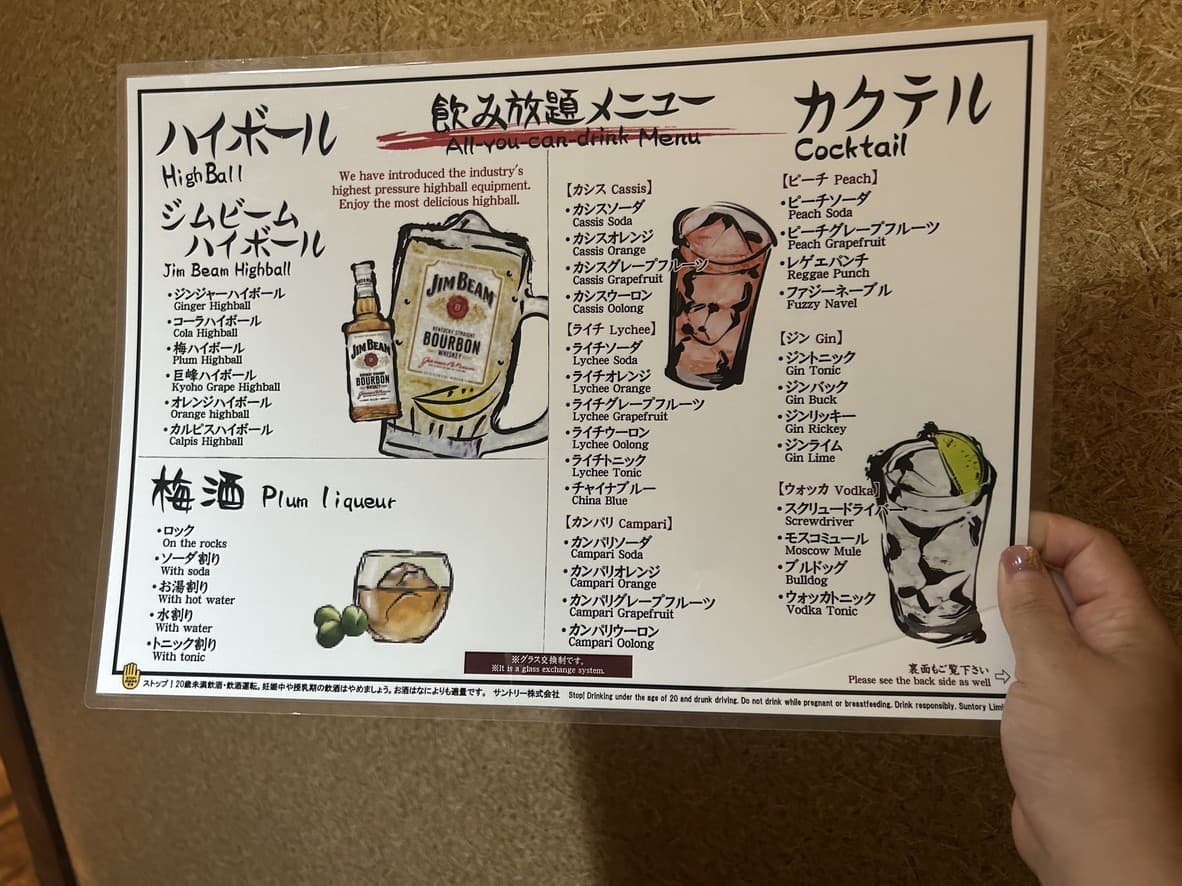 飲み放題メニュー
All-you-can-drink Menu
ハイボール
High Ball
We have introduced the industry's
highest pressure highball equipment.
Enjoy the most delicious highball.
ジムビーム
ハイボール
Jim Beam Highball
・ジンジャーハイボール
Ginger Highball
・コーラハイボール
Cola Highball
・梅ハイボール
Plum Highball
・巨峰ハイボール
Kyoho Grape Highball
・オレンジハイボール
Orange highball
・カルピスハイボール
Calpis Highball
JIM BEAM
KENTUCKY STRAIGHT
BOURBON
WHISKEY
JIM BEAM
BOURBON
梅酒 Plum liqueur
・ロック
On the rocks
・ソーダ割り
With soda
・お湯割り
With hot water
・水割り
With water
・トニック割り
With tonic
カクテル
Cocktail
【カシス Cassis】
・カシスソーダ
Cassis Soda
・カシスオレンジ
Cassis Orange
・カシスグレープフルーツ
Cassis Grapefruit
・カシスウーロン
Cassis Oolong
【ライチ Lychee】
・ライチソーダ
Lychee Soda
・ライチオレンジ
Lychee Orange
・ライチグレープフルーツ
Lychee Grapefruit
・ライチウーロン
Lychee Oolong
・ライチトニック
Lychee Tonic
・チャイナブルー
China Blue
【カンパリ Campari】
・カンパリソーダ
Campari Soda
・カンパリオレンジ
Campari Orange
・カンパリグレープフルーツ
Campari Grapefruit
・カンパリウーロン
Campari Oolong
【ピーチ Peach】
・ピーチソーダ
Peach Soda
・ピーチグレープフルーツ
Peach Grapefruit
・レゲエパンチ
Reggae Punch
・ファジーネーブル
Fuzzy Navel
【ジン Gin】
・ジントニック
Gin Tonic
・ジンバック
Gin Buck
・ジンリッキー
Gin Rickey
・ジンライム
Gin Lime
【ウォッカ Vodka】
・スクリュードライバー
Screwdriver
・モスコミュール
Moscow Mule
・ブルドッグ
Bulldog
・ウォッカトニック
Vodka Tonic
※グラス交換制です。
※It is a glass exchange system.
裏面もご覧下さい
Please see the back side as well
ストップ！20歳未満飲酒・飲酒運転。妊娠中や授乳期の飲酒はやめましょう。お酒はなによりも適量です。 サントリー株式会社 Stop! Drinking under the age of 20 and drunk driving. Do not drink while pregnant or breastfeeding. Drink responsibly. Suntory Limi